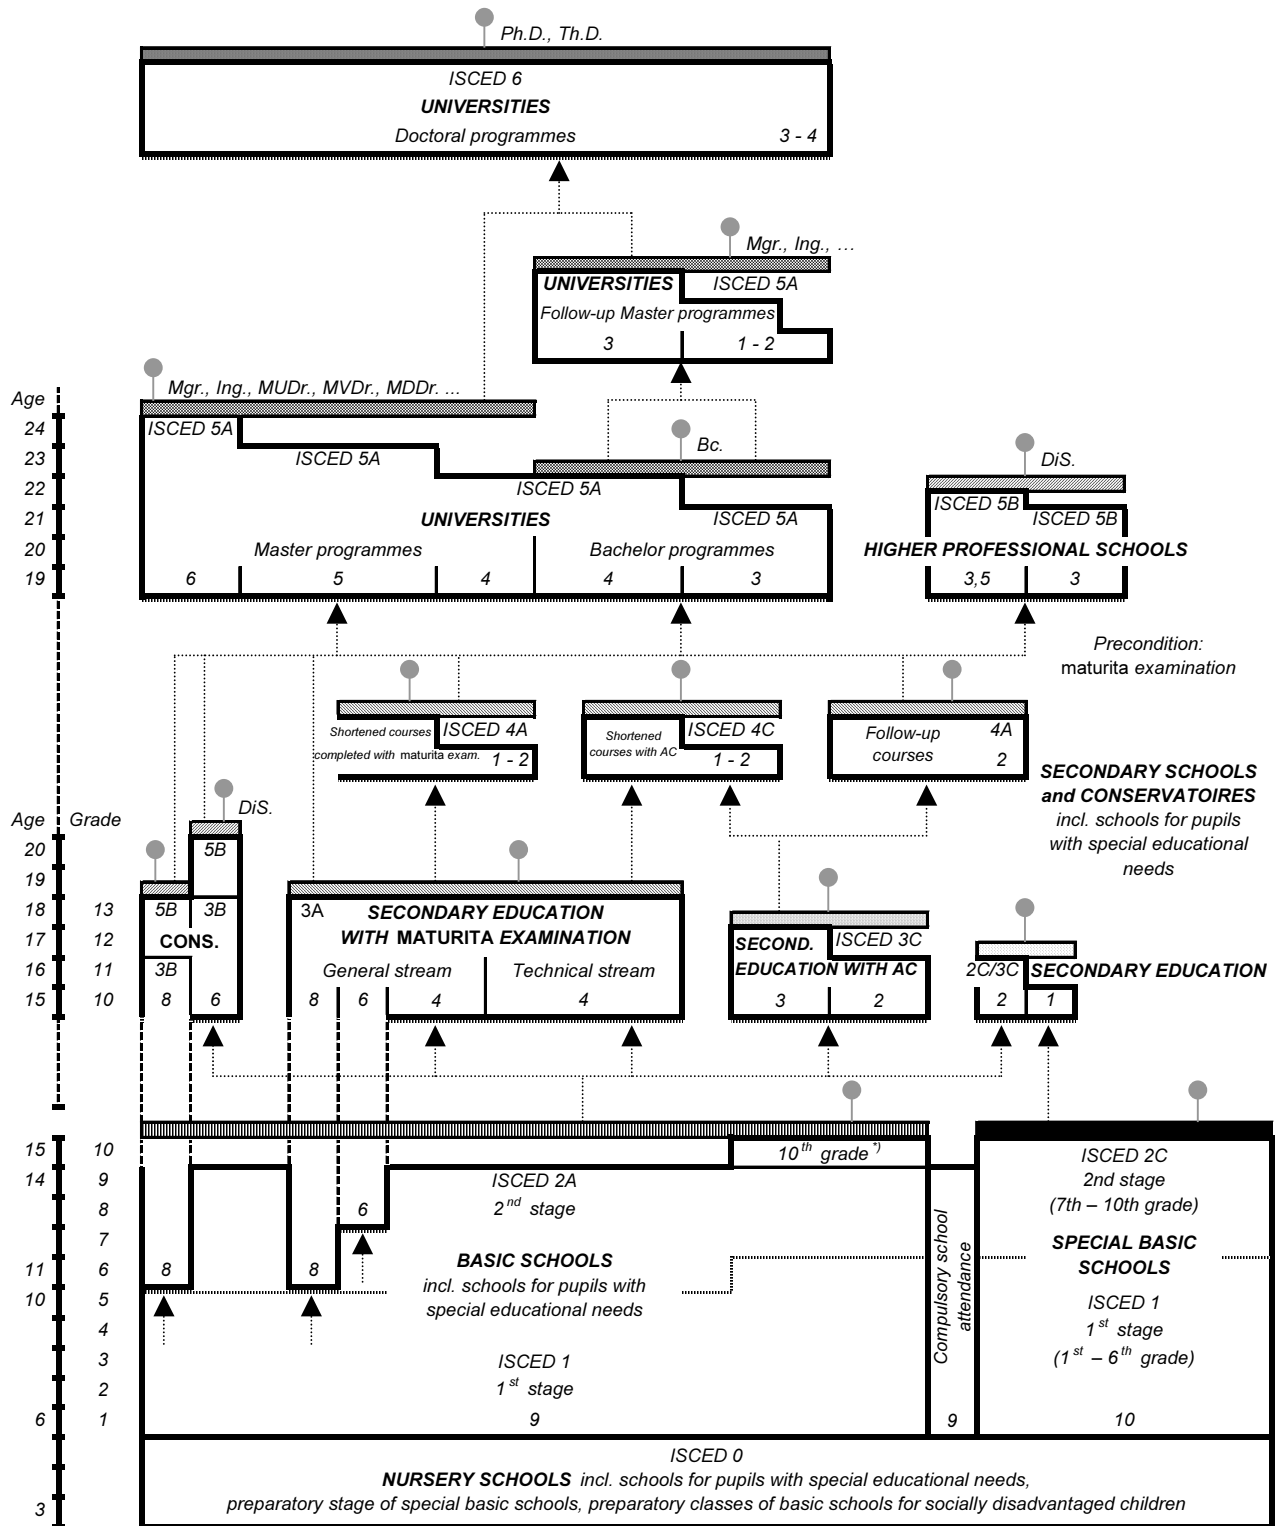 Ph.D., Th.D.
ISCED 6
UNIVERSITIES
Doctoral programmes 3 - 4
Mgr., Ing., …
UNIVERSITIES ISCED 5A
Follow-up Master programmes
3 1 - 2
Mgr., Ing., MUDr., MVDr., MDDr. …
Age
24 ISCED 5A
23 ISCED 5A Bc. DiS.
22 ISCED 5A ISCED 5B
21 UNIVERSITIES ISCED 5A ISCED 5B
20 Master programmes Bachelor programmes HIGHER PROFESSIONAL SCHOOLS
19 6 5 4 4 3 3,5 3
Precondition:
maturita examination
Shortened courses ISCED 4A
completed with maturita exam. 1 - 2
Shortened ISCED 4C
courses with AC 1 - 2
Follow-up 4A
courses 2
SECONDARY SCHOOLS
and CONSERVATOIRES
incl. schools for pupils
with special educational
needs
DiS.
Age Grade
20 5B
19
18 13 5B 3B 3A SECONDARY EDUCATION
17 12 CONS. WITH MATURITA EXAMINATION SECOND. ISCED 3C
16 11 3B General stream Technical stream EDUCATION WITH AC 2C/3C SECONDARY EDUCATION
15 10 8 6 8 6 4 4 3 2 2 1
15 10 10th grade *) ISCED 2C
14 9 ISCED 2A 2nd stage
8 6 2nd stage (7th – 10th grade)
7 SPECIAL BASIC
11 6 8 8 BASIC SCHOOLS SCHOOLS
10 5 incl. schools for pupils with
special educational needs ISCED 1
4 1st stage
3 ISCED 1 (1st – 6th grade)
2 1st stage
Compulsory school
attendance
6 1 9 9 10
ISCED 0
NURSERY SCHOOLS incl. schools for pupils with special educational needs,
3 preparatory stage of special basic schools, preparatory classes of basic schools for socially disadvantaged children